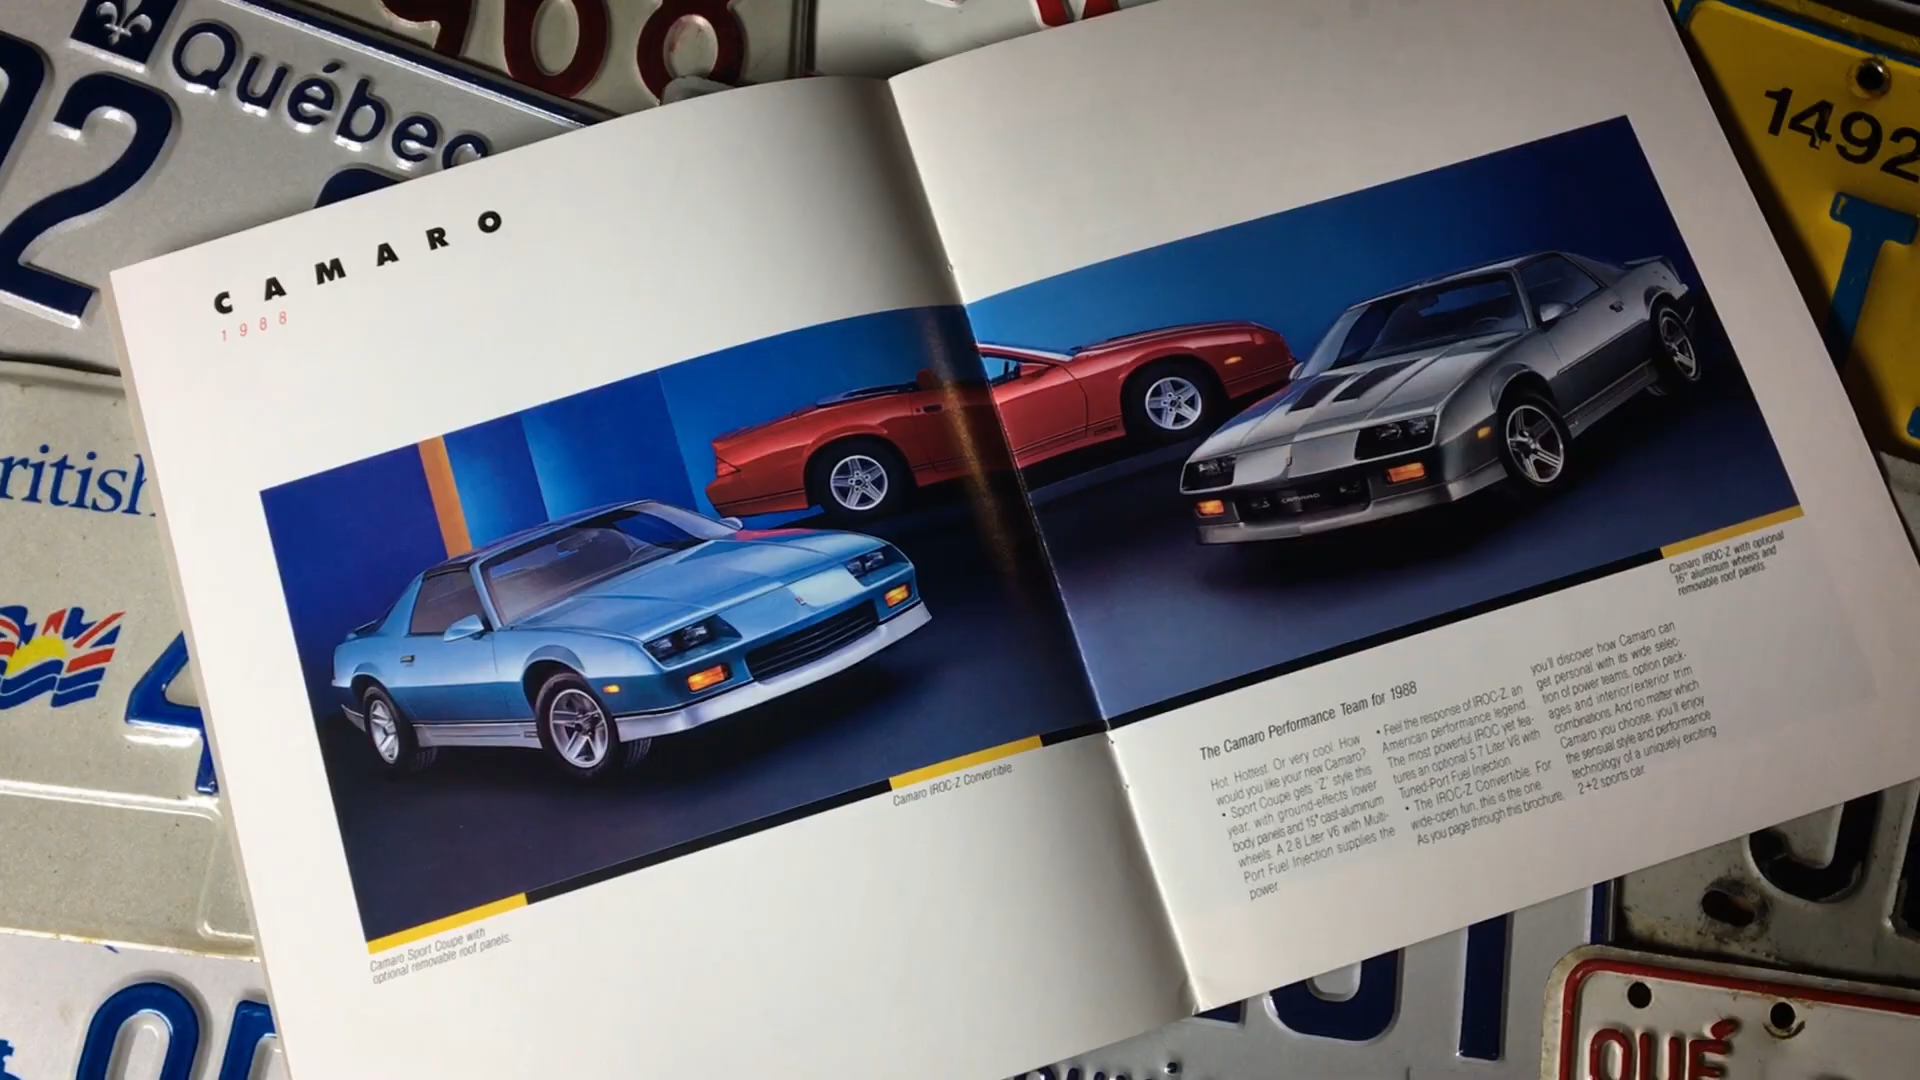 Québec
2
908
1492
CAMARO
1988
ritish
CAMARO
Camaro Sport Coupe with
optional removable roof panels.
Camaro IROC-Z Convertible.
Camaro IROC-Z with optional
16" aluminum wheels and
removable roof panels.
The Camaro Performance Team for 1988
Hot. Hottest. Or very cool. How
would you like your new Camaro?
• Sport Coupe gets "Z" style this
year, with ground-effects lower
body panels and 15" cast-aluminum
wheels. A 2.8 Liter V6 with Multi-
Port Fuel Injection supplies the
power.
• Feel the response of IROC-Z, an
American performance legend.
The most powerful IROC yet fea-
tures an optional 5.7 Liter V8 with
Tuned-Port Fuel Injection.
• The IROC-Z Convertible. For
wide-open fun, this is the one.
As you page through this brochure,
you'll discover how Camaro can
get personal with its wide selec-
tion of power teams, option pack-
ages and interior/exterior trim
combinations. And no matter which
Camaro you choose, you'll enjoy
the sensual style and performance
technology of a uniquely exciting
2+2 sports car.
QUÉ